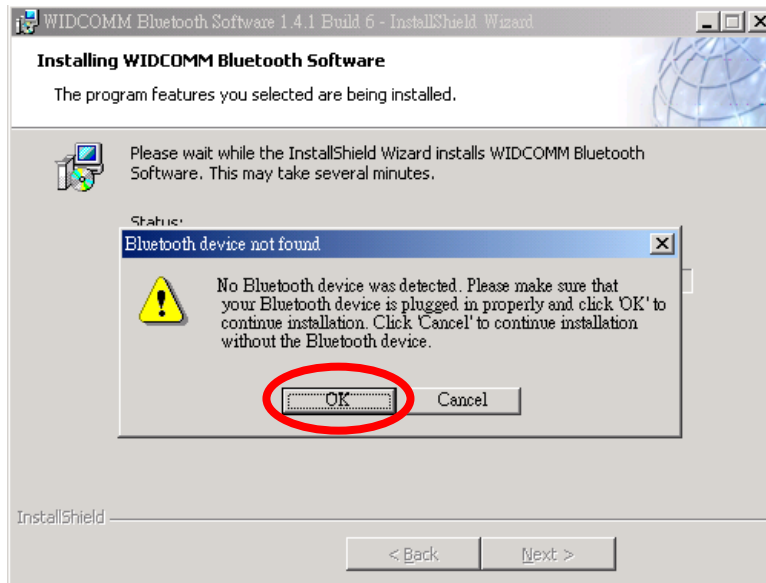 WIDCOMM Bluetooth Software 1.4.1 Build 6 - InstallShield Wizard
Installing WIDCOMM Bluetooth Software
The program features you selected are being installed.
Please wait while the InstallShield Wizard installs WIDCOMM Bluetooth
Software. This may take several minutes.
Status:
Bluetooth device not found
No Bluetooth device was detected. Please make sure that
your Bluetooth device is plugged in properly and click 'OK' to
continue installation. Click 'Cancel' to continue installation
without the Bluetooth device.
OK Cancel
InstallShield
< Back Next >